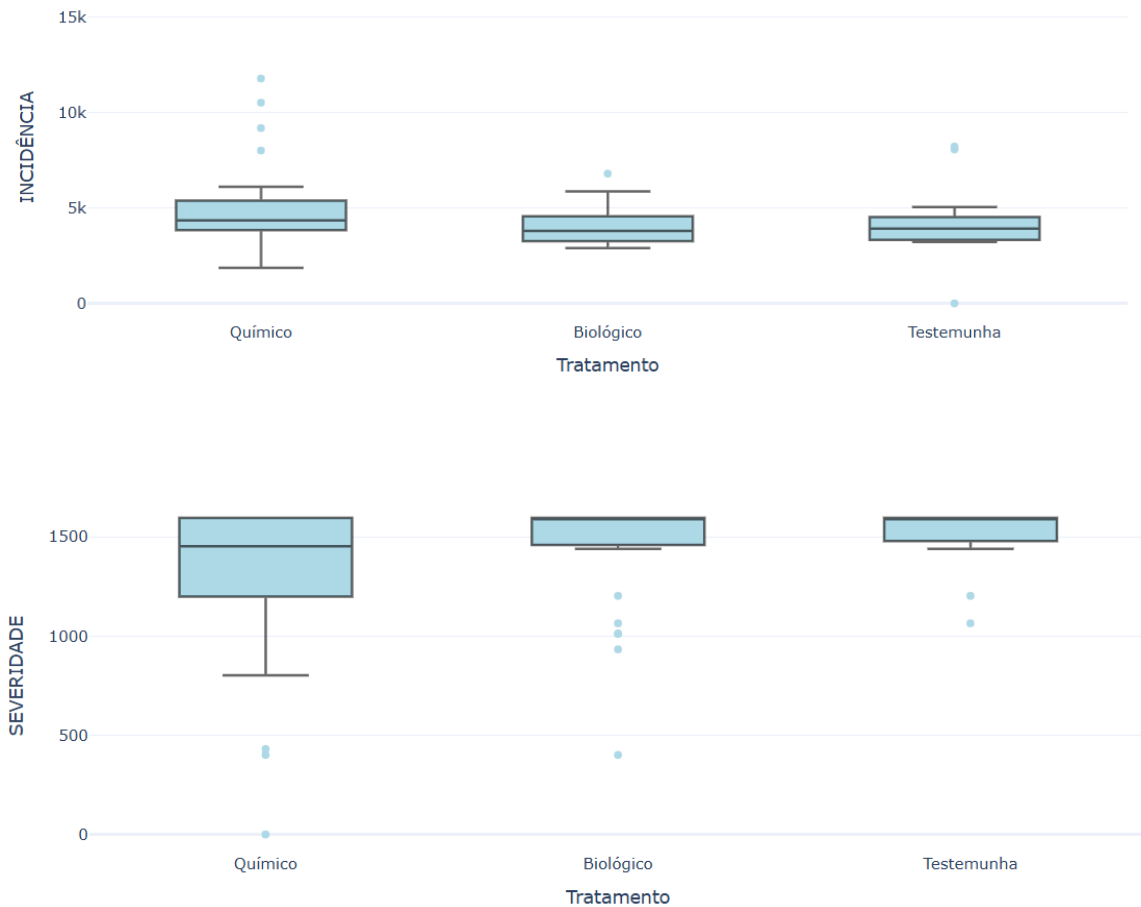 15k
10k
5k
0
INCIDÊNCIA
Químico Biológico Testemunha
Tratamento
1500
1000
500
0
SEVERIDADE
Químico Biológico Testemunha
Tratamento